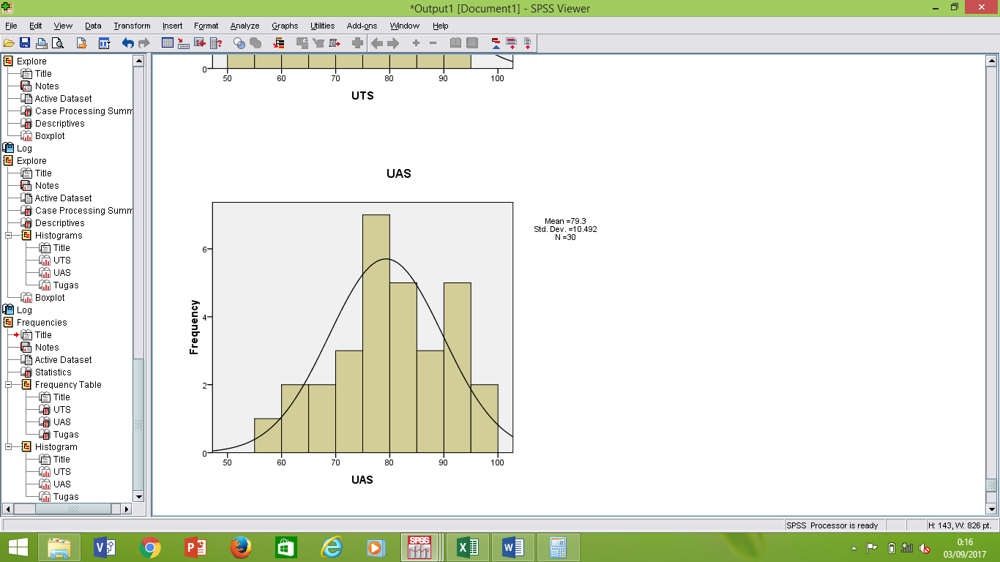 *Output1 [Document1] - SPSS Viewer
File Edit View Data Transform Insert Format Analyze Graphs Utilities Add-ons Window Help
Explore
Title
Notes
Active Dataset
Case Processing Summ
Descriptives
Boxplot
Log
Explore
Title
Notes
Active Dataset
Case Processing Summ
Descriptives
Histograms
Title
UTS
UAS
Tugas
Boxplot
Log
Frequencies
Title
Notes
Active Dataset
Statistics
Frequency Table
Title
UTS
UAS
Tugas
Histogram
Title
UTS
UAS
Tugas
0
50 60 70 80 90 100
UTS
UAS
Mean =79.3
Std. Dev. =10.492
N =30
Frequency
6
4
2
0
50 60 70 80 90 100
UAS
SPSS Processor is ready
H: 143, W: 826 pt.
SPSS
0:16
03/09/2017